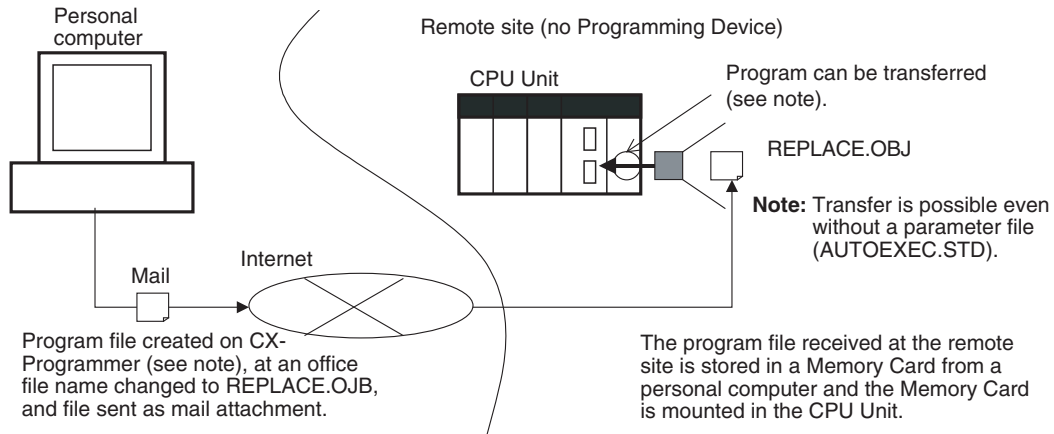 Personal
computer
Remote site (no Programming Device)
CPU Unit
Program can be transferred
(see note).
REPLACE.OBJ
Note: Transfer is possible even
without a parameter file
(AUTOEXEC.STD).
Internet
Mail
Program file created on CX-
Programmer (see note), at an office
file name changed to REPLACE.OJB,
and file sent as mail attachment.
The program file received at the remote
site is stored in a Memory Card from a
personal computer and the Memory Card
is mounted in the CPU Unit.